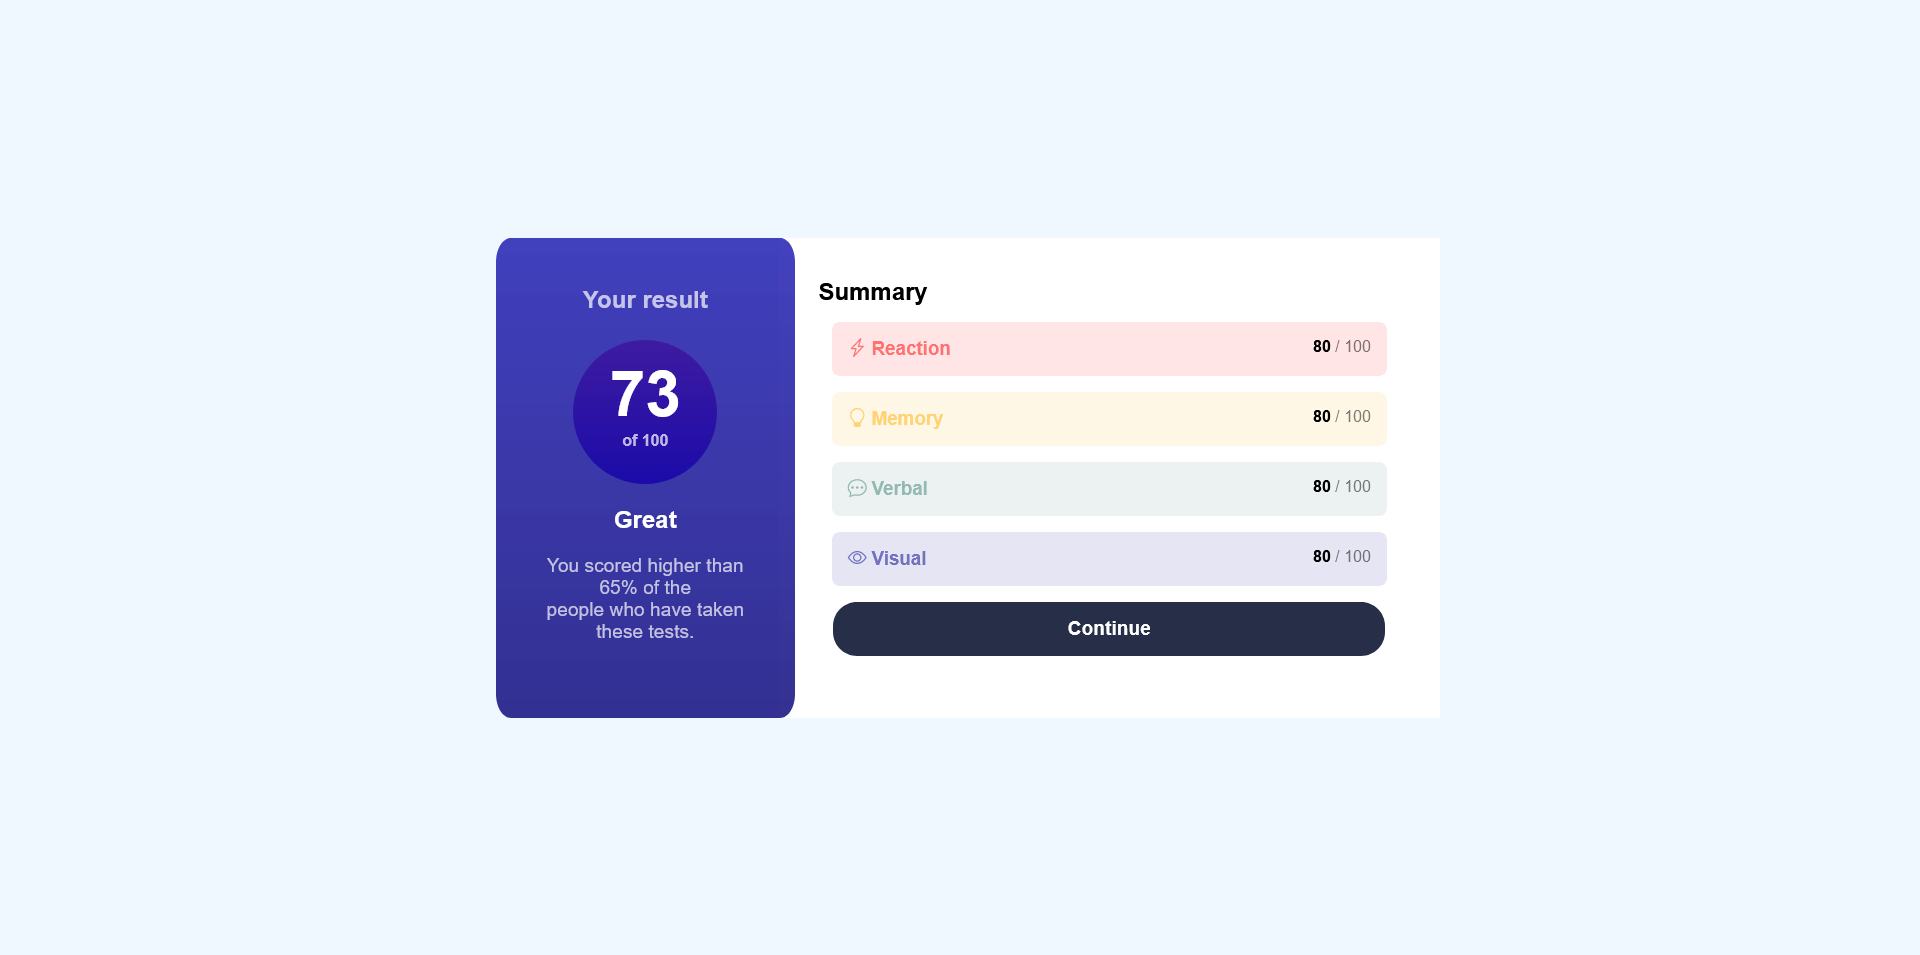 Your result
73
of 100
Great
You scored higher than
65% of the
people who have taken
these tests.
Summary
Reaction 80 / 100
Memory 80 / 100
Verbal 80 / 100
Visual 80 / 100
Continue